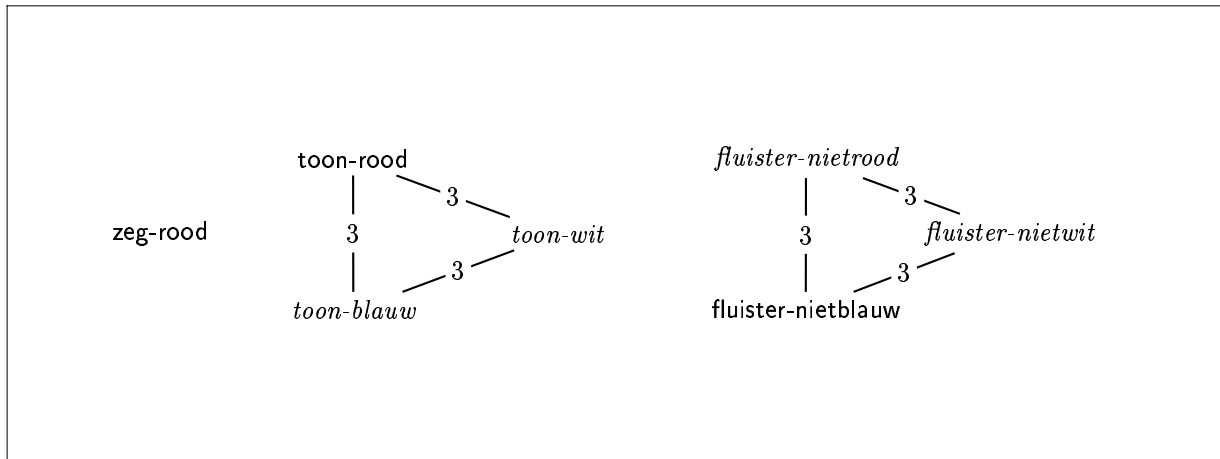 toon-rood
fluister-nietrood
3
3
zeg-rood
3
toon-wit
3
fluister-nietwit
3
3
toon-blauw
fluister-nietblauw